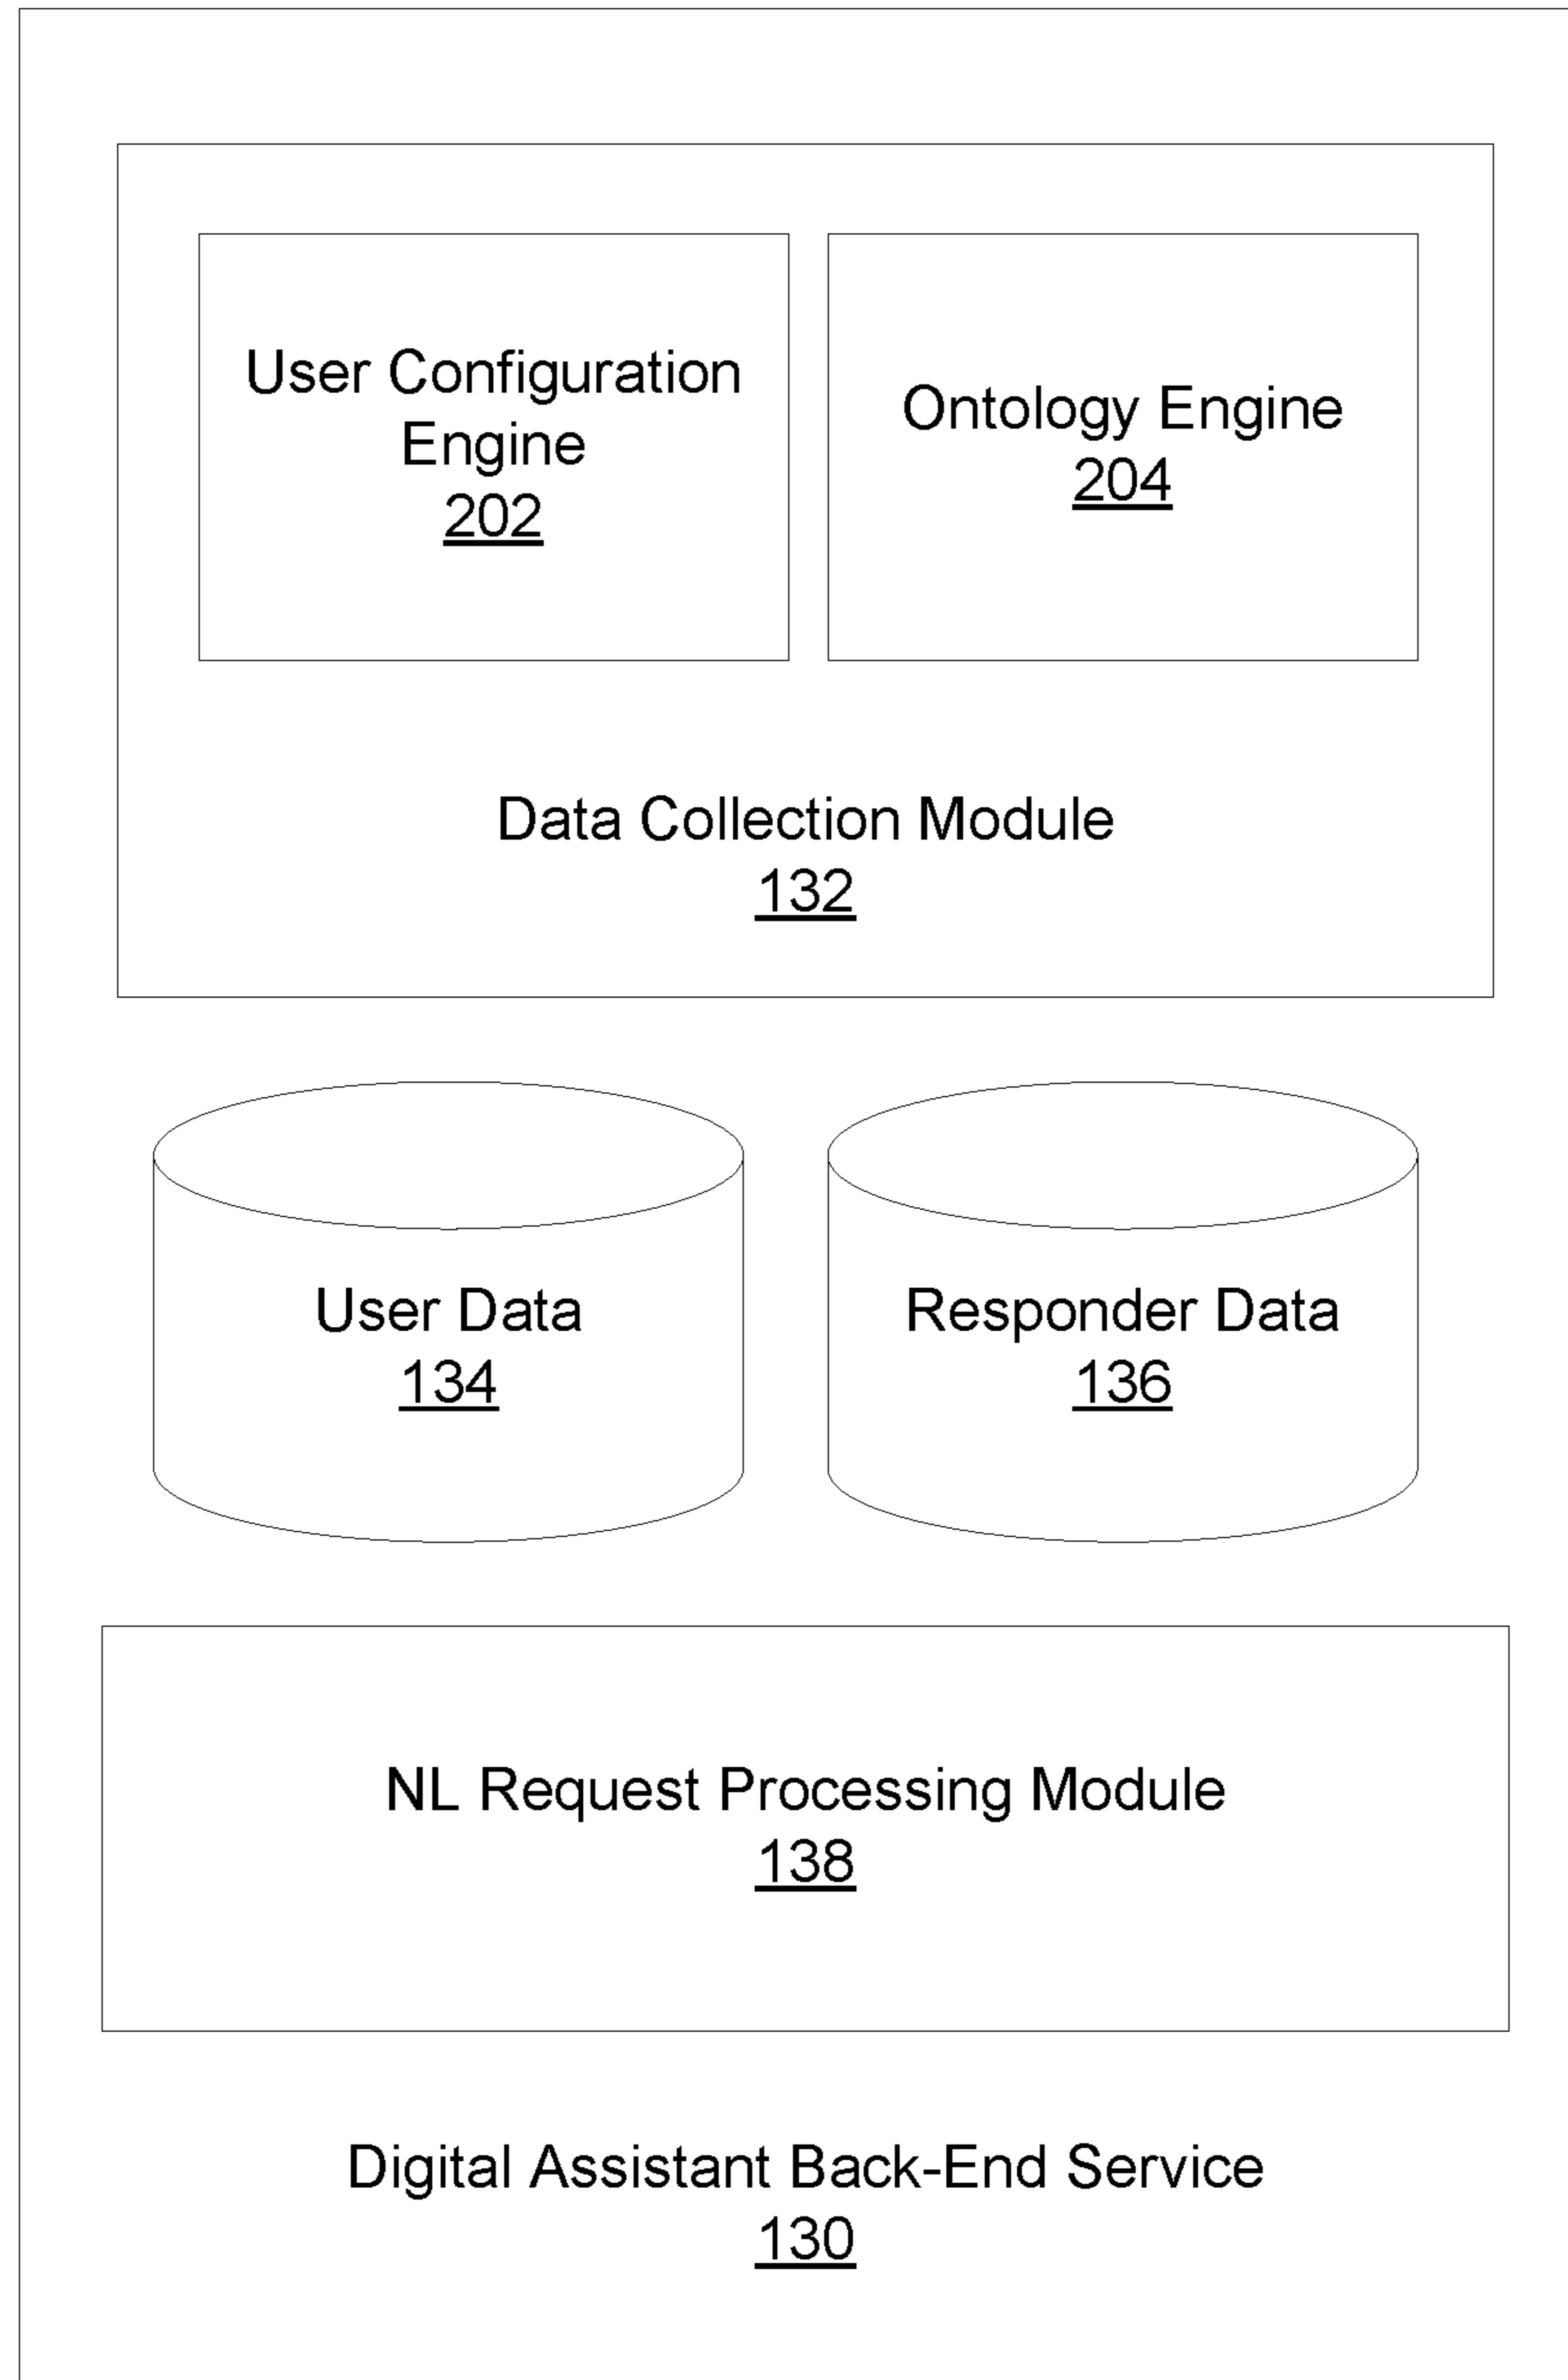 User Configuration
Engine
202
Ontology Engine
204
Data Collection Module
132
User Data
134
Responder Data
136
NL Request Processing Module
138
Digital Assistant Back-End Service
130